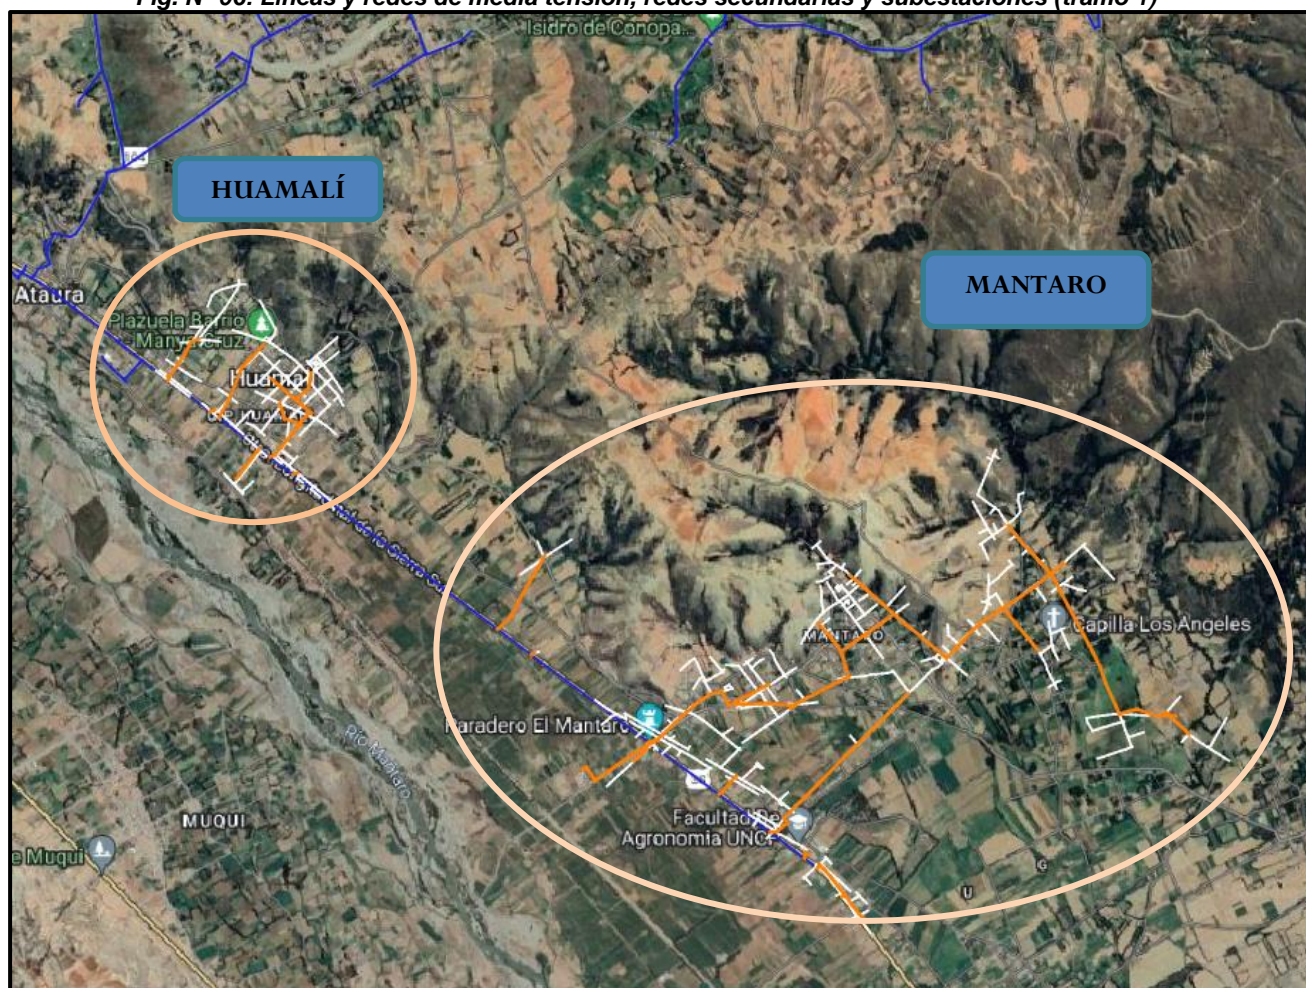 Isidro de Conopa...
HUAMALÍ
MANTARO
Ataura
Plazuela Barrio
- Manya Cruz
Huamalí
MANTARO
Capilla Los Angeles
Paradero El Mantaro
Río Mantaro
MUQUI
Facultad De
Agronomia UNCP
e Muqui
U
G